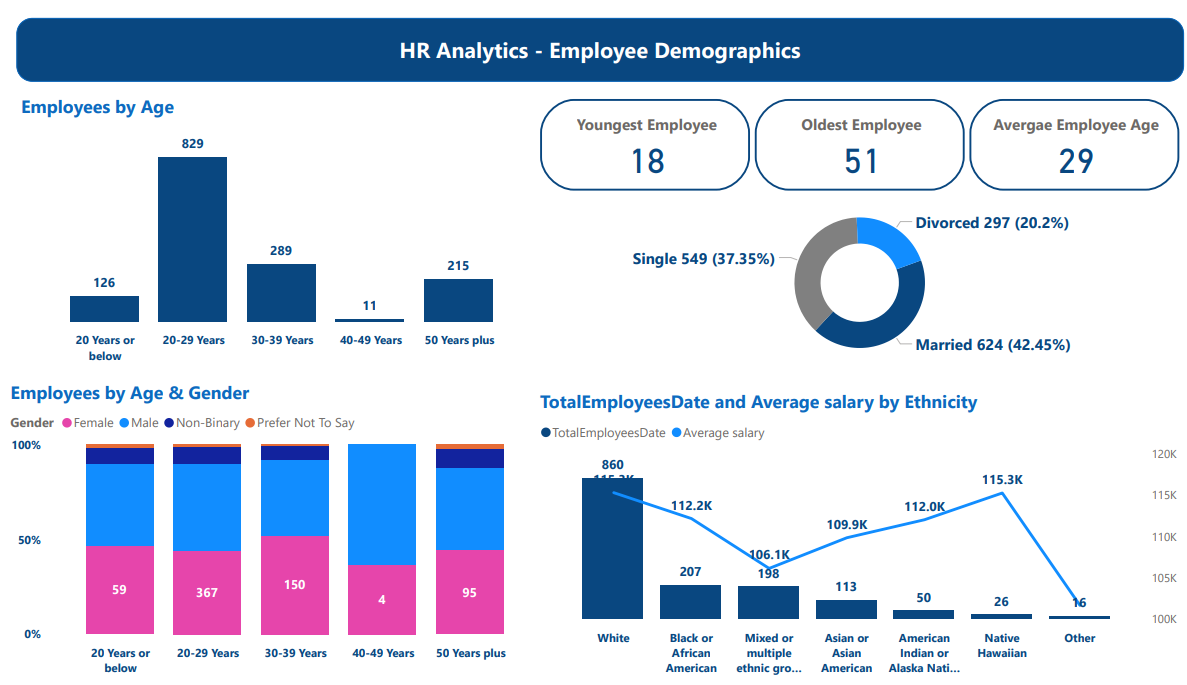 HR Analytics - Employee Demographics
Employees by Age
829
289
215
126
11
20 Years or
below
20-29 Years
30-39 Years
40-49 Years
50 Years plus
Youngest Employee
18
Oldest Employee
51
Avergae Employee Age
29
Divorced 297 (20.2%)
Single 549 (37.35%)
Married 624 (42.45%)
Employees by Age & Gender
Gender Female Male Non-Binary Prefer Not To Say
100%
50%
0%
59
367
150
4
95
20 Years or
below
20-29 Years
30-39 Years
40-49 Years
50 Years plus
TotalEmployeesDate and Average salary by Ethnicity
TotalEmployeesDate Average salary
120K
115K
110K
105K
100K
860
115.3K
112.2K
106.1K
109.9K
112.0K
115.3K
207
198
113
50
26
16
White
Black or
African
American
Mixed or
multiple
ethnic gro...
Asian or
Asian
American
American
Indian or
Alaska Nati...
Native
Hawaiian
Other